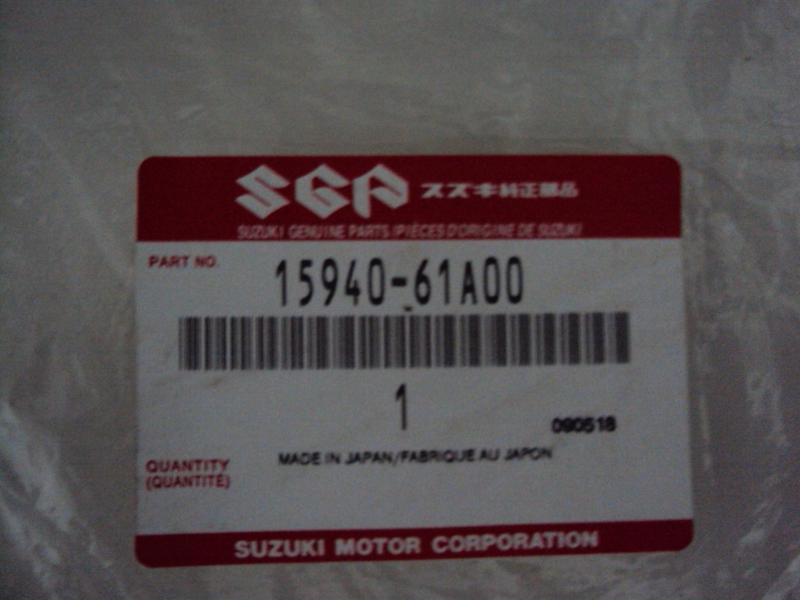 SGP スズキ純正部品
SUZUKI GENUINE PARTS/PIÈCES D'ORIGINE DE SUZUKI
PART NO. 15940-61A00
1
090518
MADE IN JAPAN/FABRIQUE AU JAPON
QUANTITY
(QUANTITÉ)
SUZUKI MOTOR CORPORATION